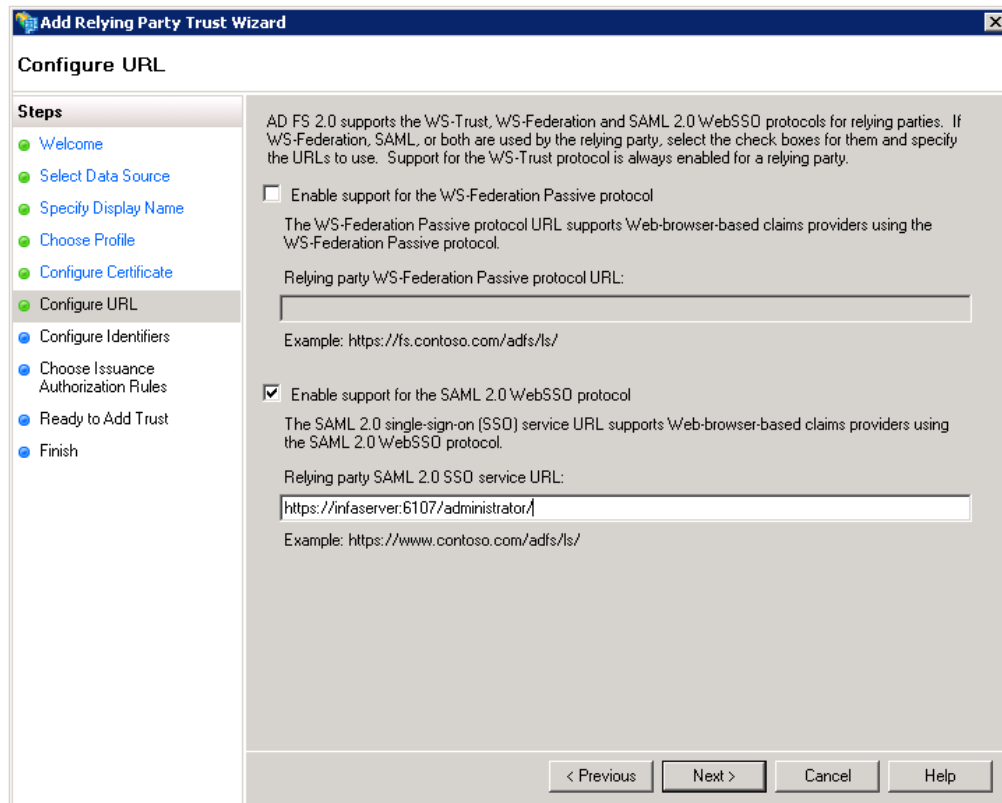 Add Relying Party Trust Wizard
Configure URL
Steps
Welcome
Select Data Source
Specify Display Name
Choose Profile
Configure Certificate
Configure URL
Configure Identifiers
Choose Issuance
Authorization Rules
Ready to Add Trust
Finish
AD FS 2.0 supports the WS-Trust, WS-Federation and SAML 2.0 WebSSO protocols for relying parties. If
WS-Federation, SAML, or both are used by the relying party, select the check boxes for them and specify
the URLs to use. Support for the WS-Trust protocol is always enabled for a relying party.
Enable support for the WS-Federation Passive protocol
The WS-Federation Passive protocol URL supports Web-browser-based claims providers using the
WS-Federation Passive protocol.
Relying party WS-Federation Passive protocol URL:
Example: https://fs.contoso.com/adfs/ls/
Enable support for the SAML 2.0 WebSSO protocol
The SAML 2.0 single-sign-on (SSO) service URL supports Web-browser-based claims providers using
the SAML 2.0 WebSSO protocol.
Relying party SAML 2.0 SSO service URL:
https://infaserver:6107/administrator/
Example: https://www.contoso.com/adfs/ls/
< Previous
Next >
Cancel
Help